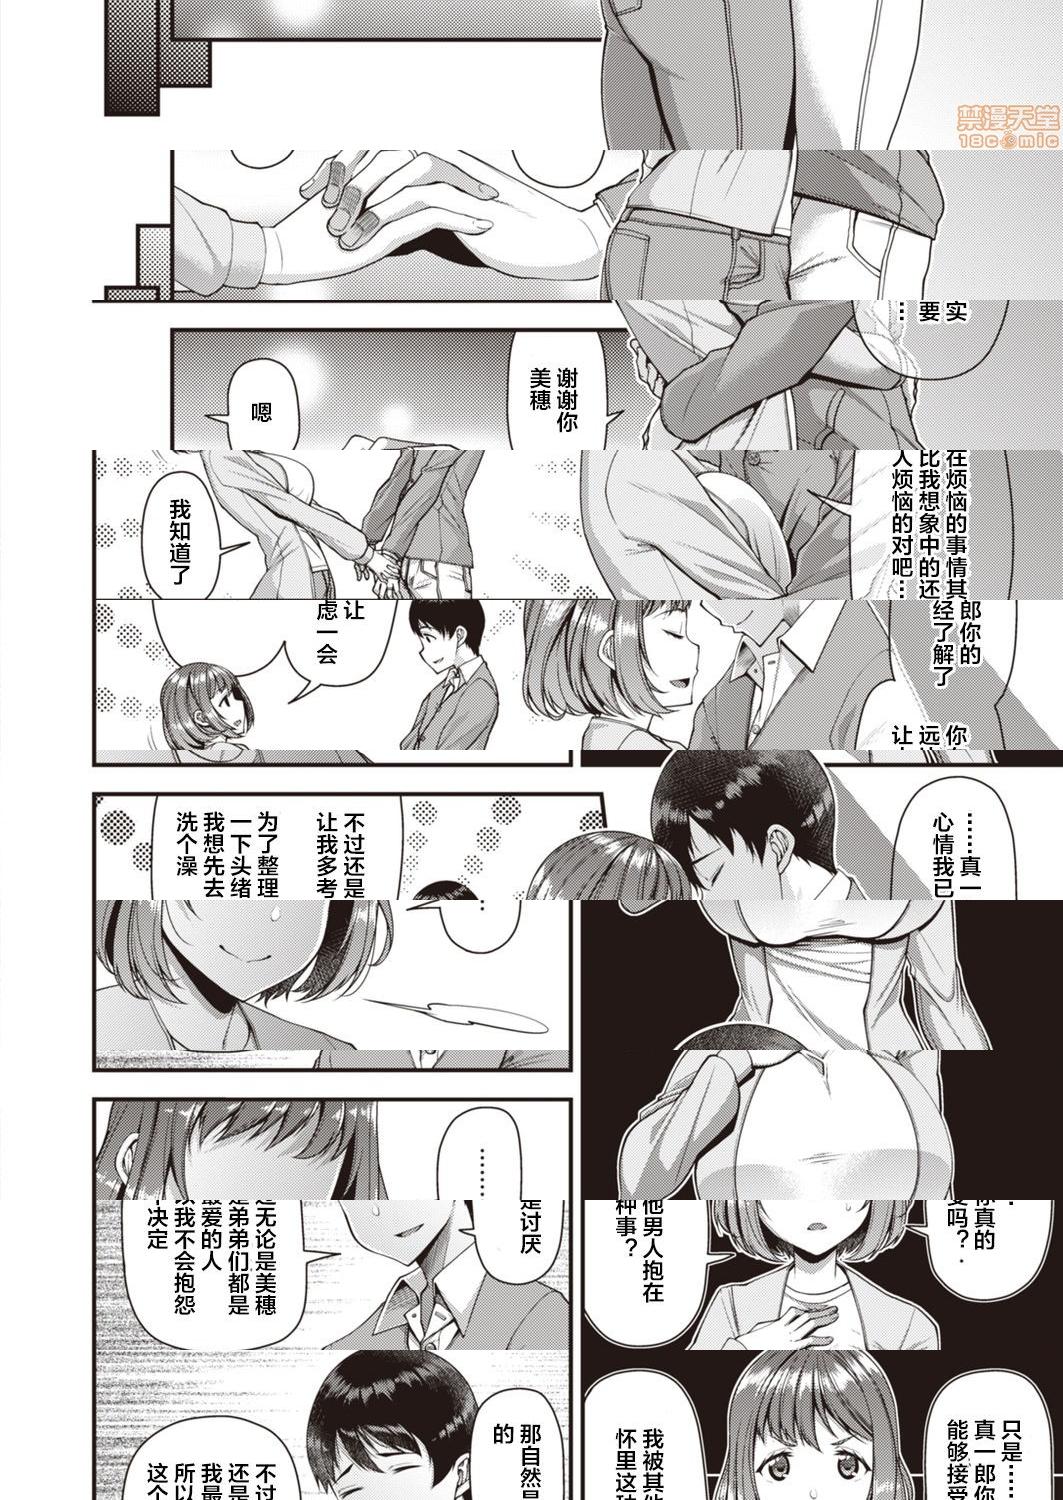 只是……
真一郎你真的
能够接受吗？
我被其他男人抱在
怀里这种事？
那自然是讨厌
的
不过无论是美穗
还是弟弟们都是
我最爱的人
所以我不会抱怨
这个决定
………
……真一郎你的
心情我已经了解了
你在烦恼的事情其实
远比我想象中的还要
让人烦恼的对吧……
不过还是让
让我多考虑一会
为了整理
一下头绪
我想先去
洗个澡
我知道了
谢谢你
美穗
嗯
禁漫天堂
18comic